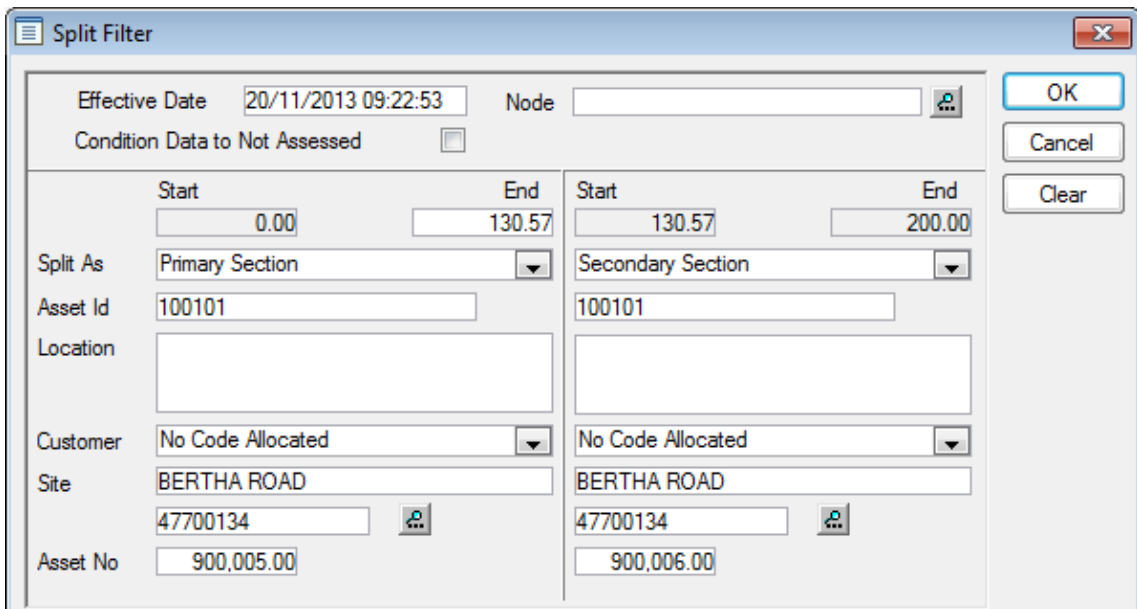 Split Filter
Effective Date 20/11/2013 09:22:53 Node OK
Condition Data to Not Assessed Cancel
Start End Start End Clear
0.00 130.57 130.57 200.00
Split As Primary Section Secondary Section
Asset Id 100101 100101
Location
Customer No Code Allocated No Code Allocated
Site BERTHA ROAD BERTHA ROAD
47700134 47700134
Asset No 900,005.00 900,006.00